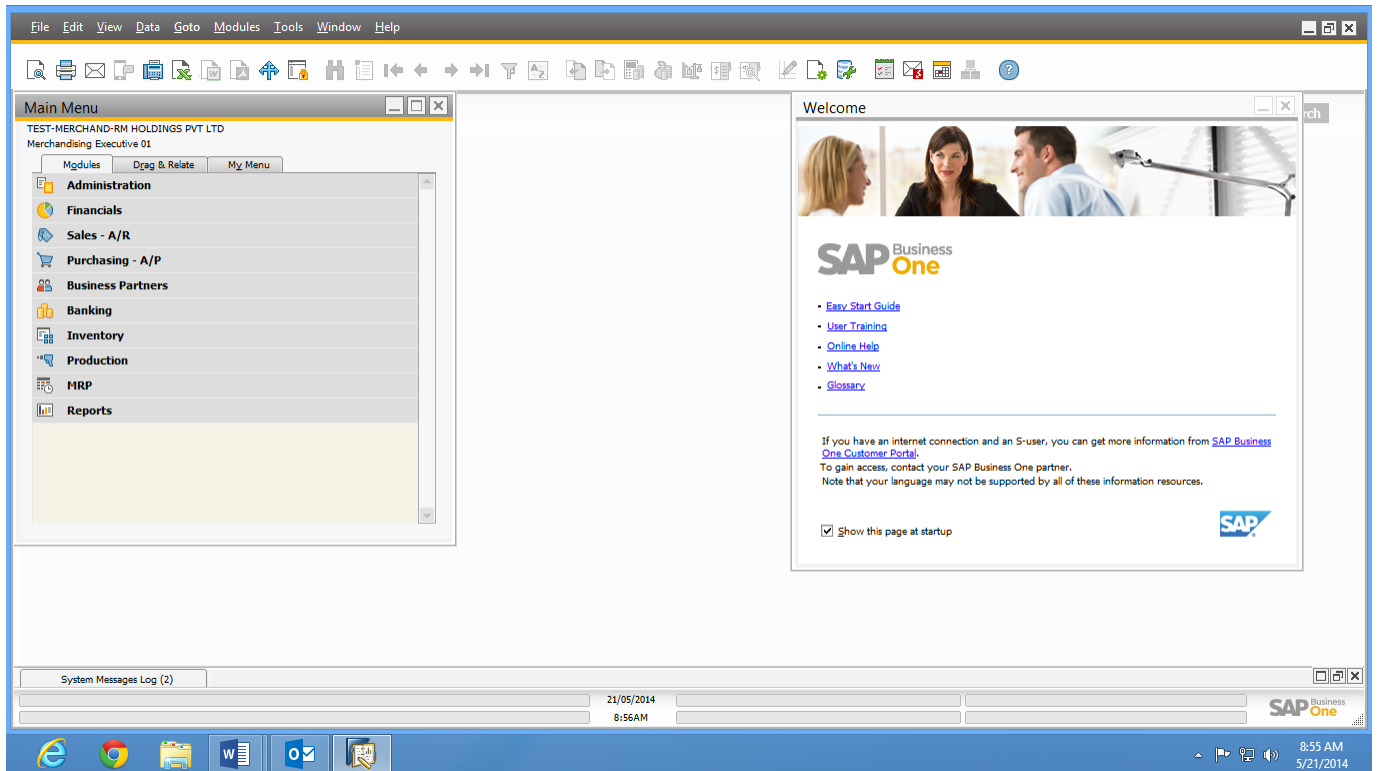 File Edit View Data Goto Modules Tools Window Help
Main Menu
TEST-MERCHAND-RM HOLDINGS PVT LTD
Merchandising Executive 01
Modules Drag & Relate My Menu
Administration
Financials
Sales - A/R
Purchasing - A/P
Business Partners
Banking
Inventory
Production
MRP
Reports
Welcome
rch
SAP Business One
Easy Start Guide
User Training
Online Help
What's New
Glossary
If you have an internet connection and an S-user, you can get more information from SAP Business
One Customer Portal.
To gain access, contact your SAP Business One partner.
Note that your language may not be supported by all of these information resources.
Show this page at startup
SAP
System Messages Log (2)
21/05/2014
8:56AM
SAP Business One
8:55 AM
5/21/2014